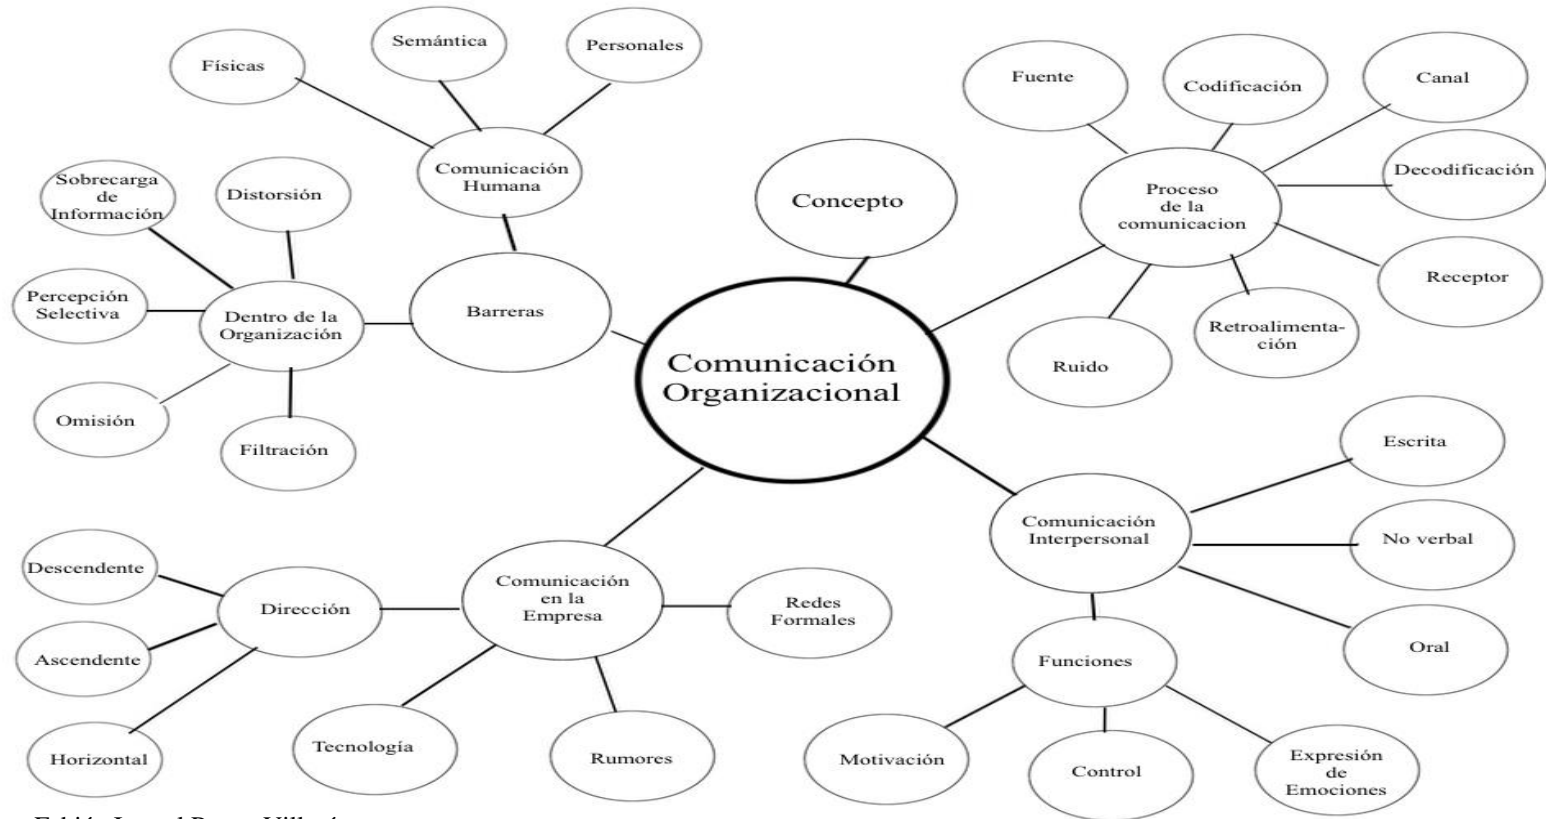 Físicas
Semántica
Personales
Comunicación
Humana
Sobrecarga
de
Información
Distorsión
Percepción
Selectiva
Dentro de la
Organización
Omisión
Filtración
Barreras
Concepto
Comunicación
Organizacional
Fuente
Codificación
Canal
Decodificación
Proceso
de la
comunicacion
Receptor
Retroalimenta-
ción
Ruido
Comunicación
Interpersonal
Escrita
No verbal
Oral
Funciones
Motivación
Control
Expresión
de
Emociones
Comunicación
en la
Empresa
Redes
Formales
Dirección
Descendente
Ascendente
Horizontal
Tecnología
Rumores